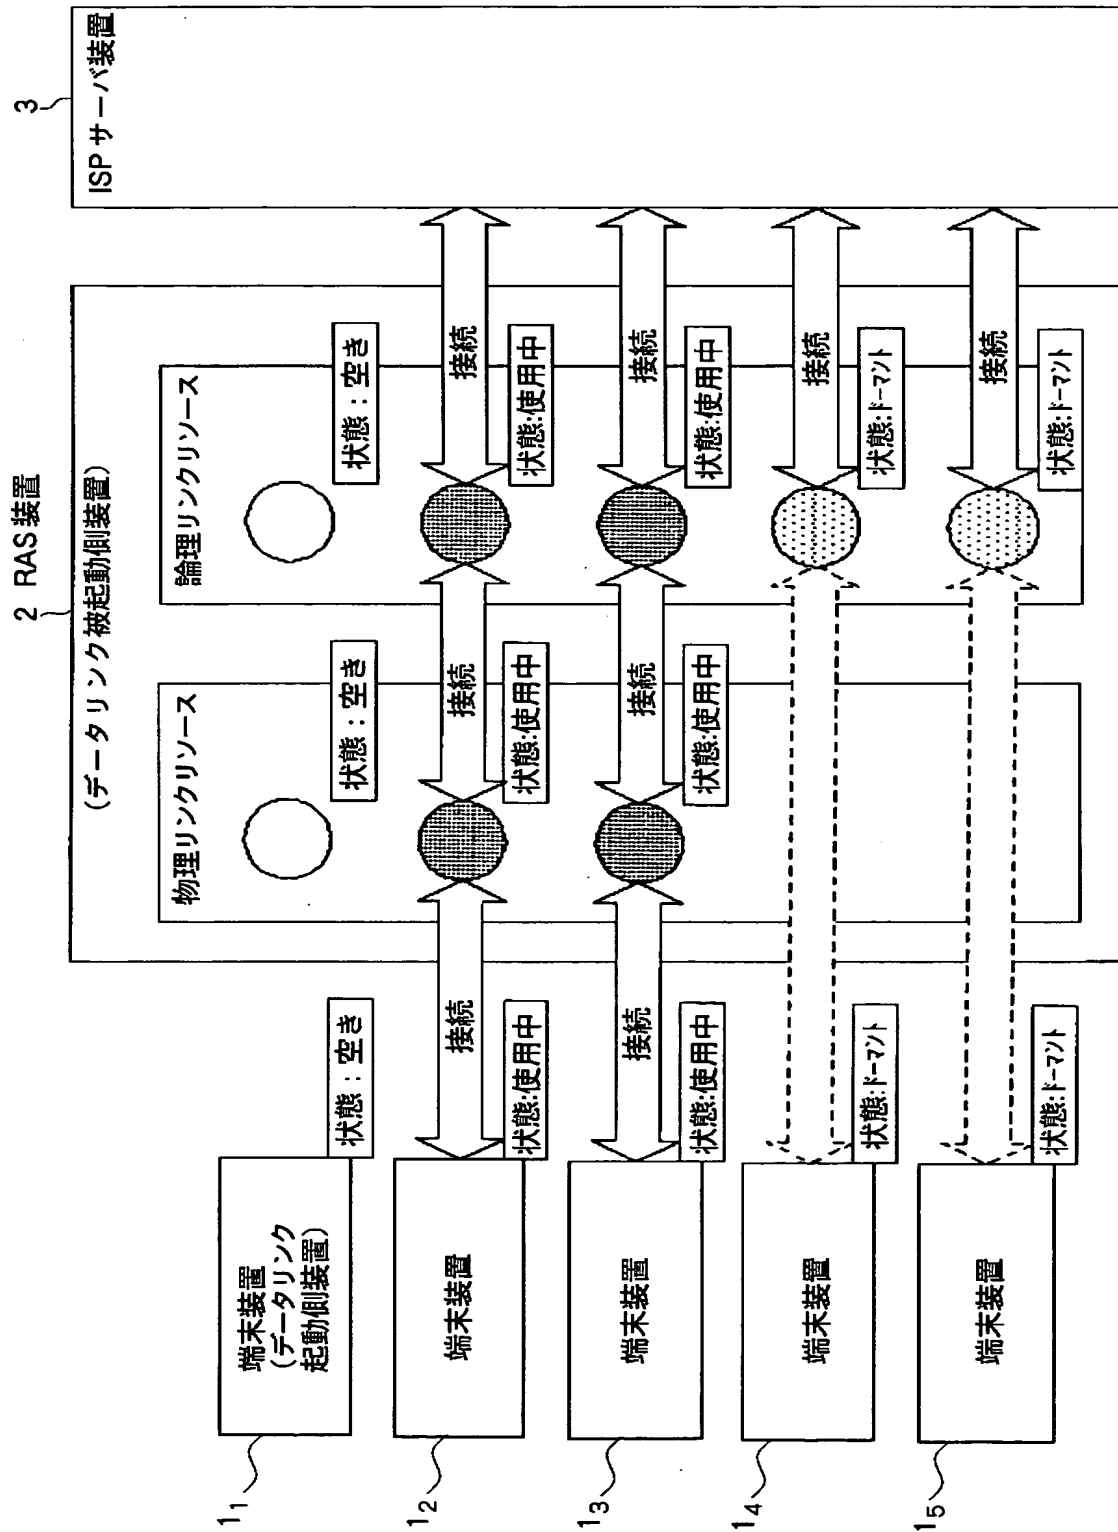 2 RAS装置
(データリンク被起動側装置)
3
ISPサーバ装置
物理リンクリソース
論理リンクリソース
1₁
端末装置
(データリンク
起動側装置)
状態：空き
状態：空き
状態：空き
1₂
端末装置
接続
接続
接続
状態:使用中
状態:使用中
状態:使用中
1₃
端末装置
接続
接続
接続
状態:使用中
状態:使用中
状態:使用中
1₄
端末装置
接続
状態:ドーマント
状態:ドーマント
1₅
端末装置
接続
状態:ドーマント
状態:ドーマント